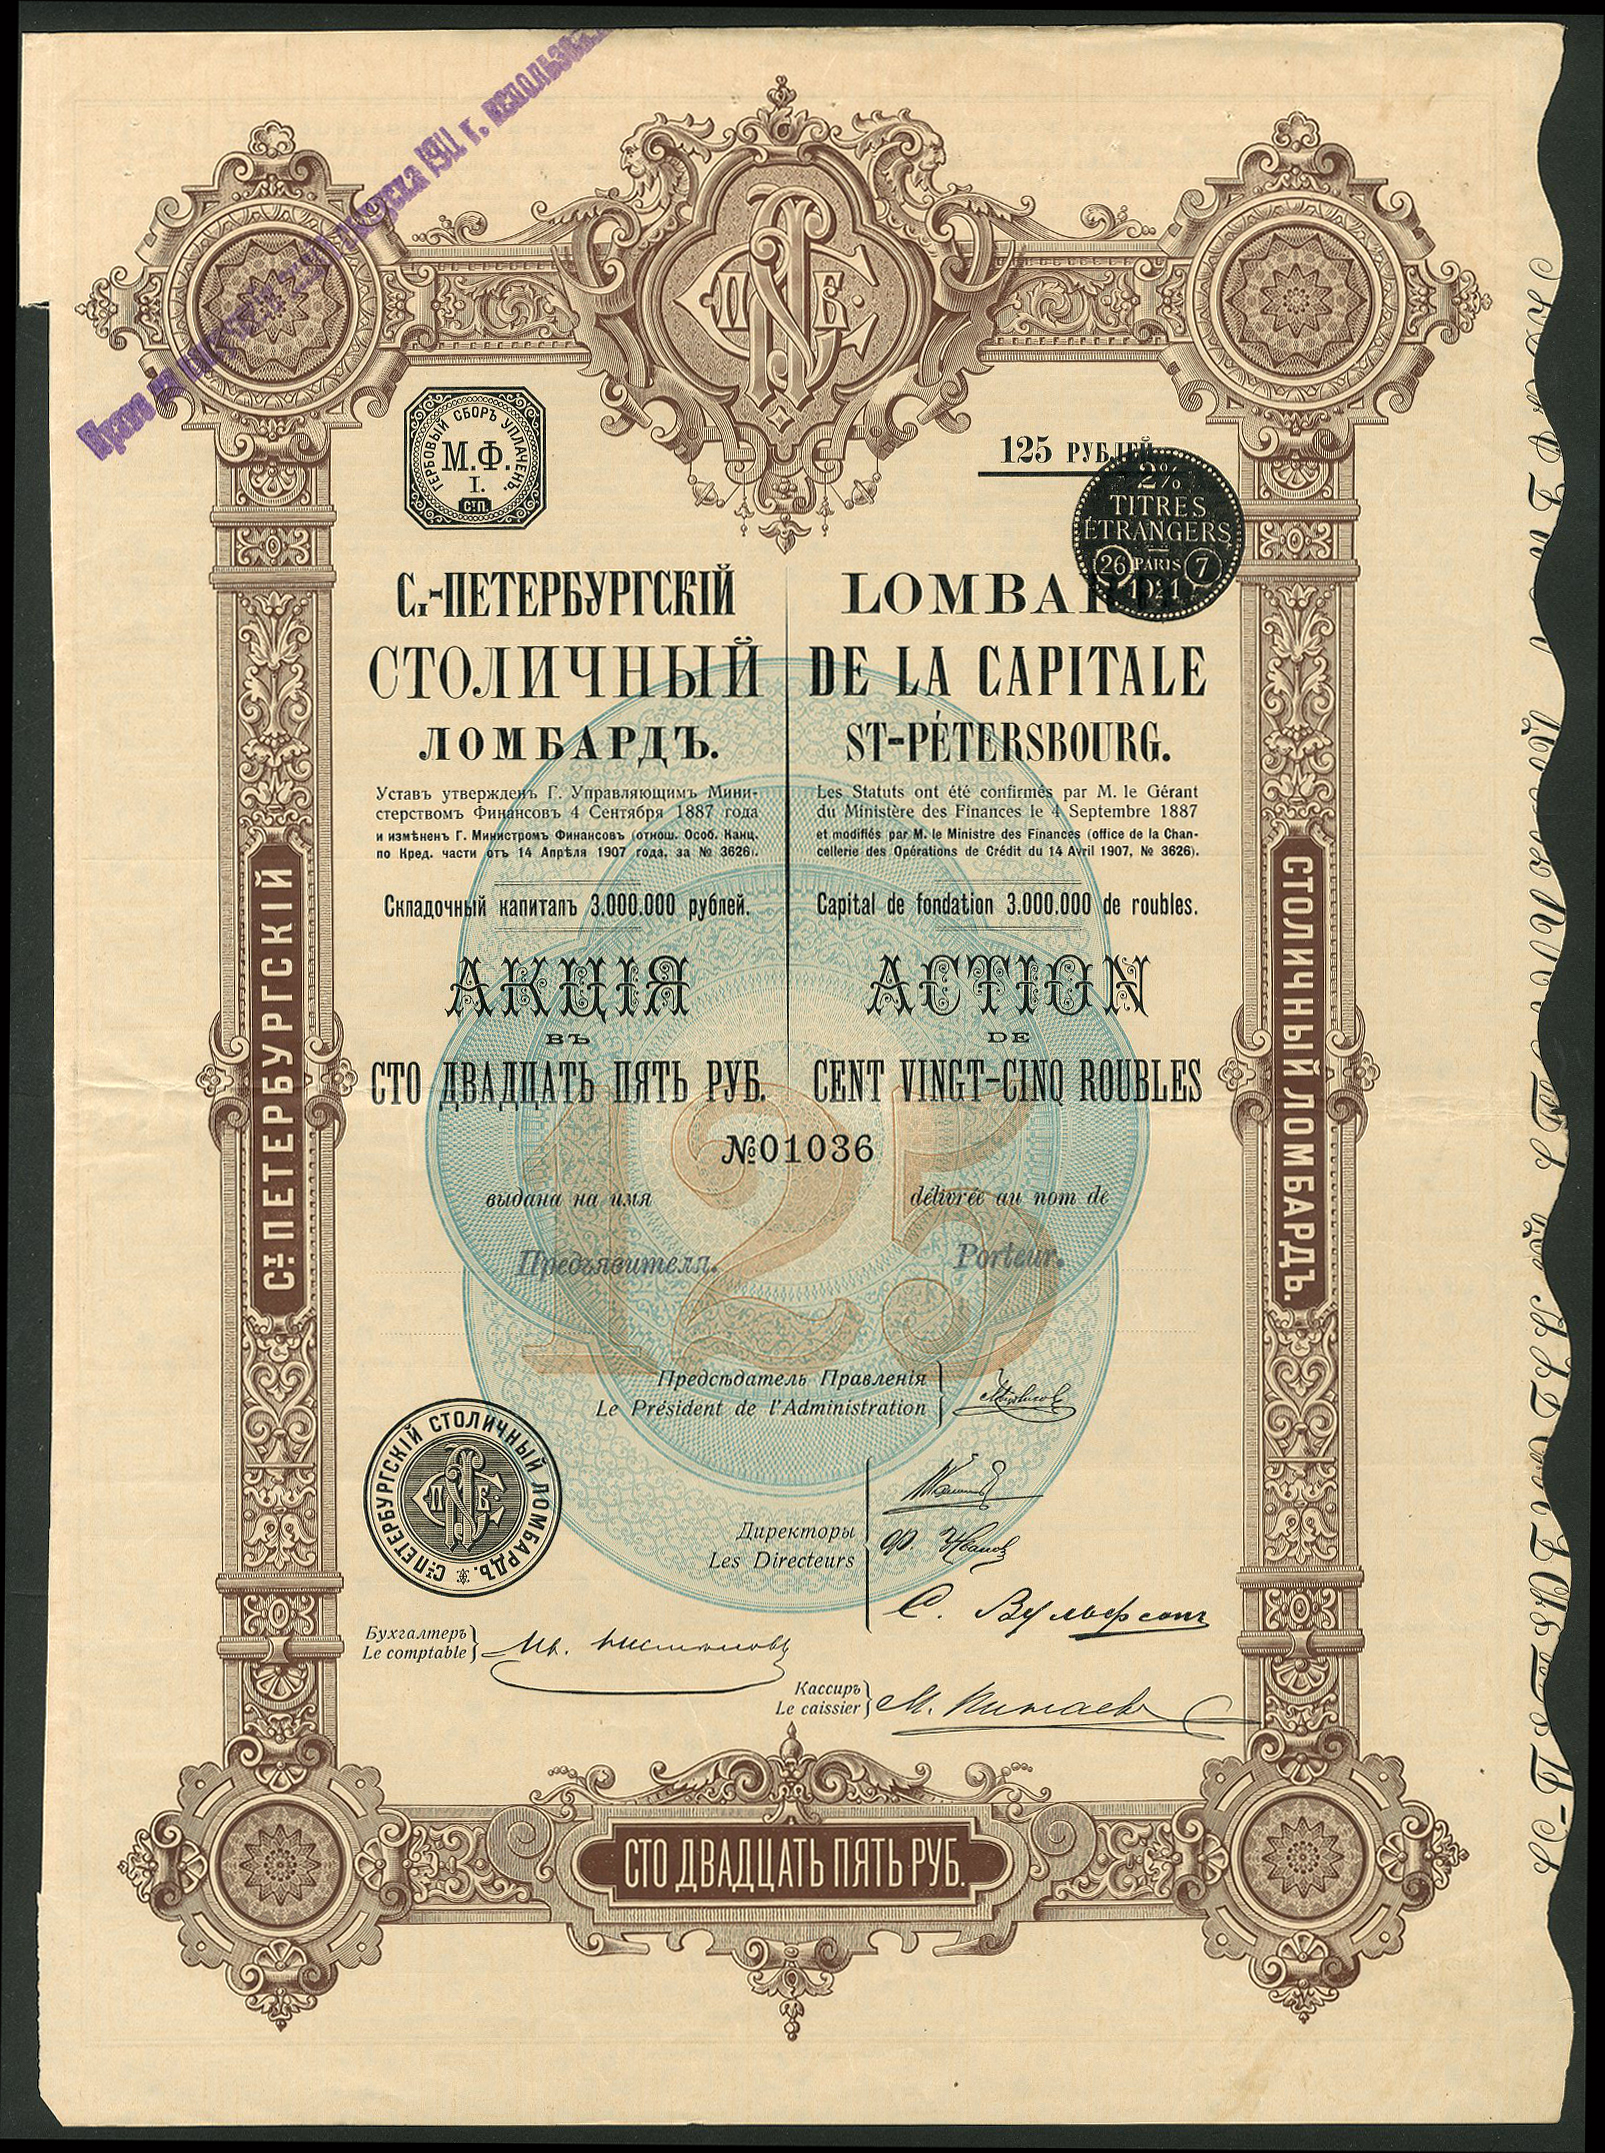 1911 г.
С П Б Л
ГЕРБОВЫЙ СБОРЪ УПЛАЧЕНЪ.
М.Ф.
I.
С.П.
125 РУБЛЕЙ
2%
TITRES
ÉTRANGERS
26 PARIS 7
С.-ПЕТЕРБУРГСКІЙ
СТОЛИЧНЫЙ
ЛОМБАРДЪ.
Уставъ утвержденъ Г. Управляющимъ Мини-
стерствомъ Финансовъ 4 Сентября 1887 года
и измѣненъ Г. Министромъ Финансовъ (отнош. Особ. Канц.
по Кред. части отъ 14 Апрѣля 1907 года, за № 3626).
Складочный капиталъ 3.000.000 рублей.
АКЦІЯ
ВЪ
СТО ДВАДЦАТЬ ПЯТЬ РУБ.
LOMBARD
DE LA CAPITALE
ST-PÉTERSBOURG.
Les Statuts ont été confirmés par M. le Gérant
du Ministère des Finances le 4 Septembre 1887
et modifiés par M. le Ministre des Finances (office de la Chan-
cellerie des Opérations de Crédit du 14 Avril 1907, № 3626).
Capital de fondation 3.000.000 de roubles.
ACTION
DE
CENT VINGT-CINQ ROUBLES
№ 01036
125
выдана на имя
Предъявителя.
délivrée au nom de
Porteur.
Предсѣдатель Правленія
Le Président de l'Administration
Директоры
Les Directeurs
С. Вульфсонъ
Бухгалтеръ
Le comptable
Кассиръ
Le caissier
С.-ПЕТЕРБУРГСКІЙ СТОЛИЧНЫЙ ЛОМБАРДЪ.
С П Б Л
Сѣ ПЕТЕРБУРГСКІЙ
СТОЛИЧНЫЙ ЛОМБАРДЪ.
СТО ДВАДЦАТЬ ПЯТЬ РУБ.